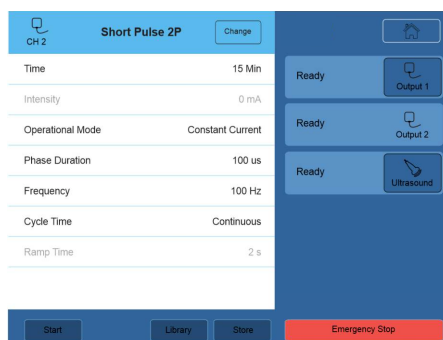 CH 2
Short Pulse 2P
Change
Time 15 Min
Intensity 0 mA
Operational Mode Constant Current
Phase Duration 100 us
Frequency 100 Hz
Cycle Time Continuous
Ramp Time 2 s
Start
Library
Store
Ready
Output 1
Ready
Output 2
Ready
Ultrasound
Emergency Stop